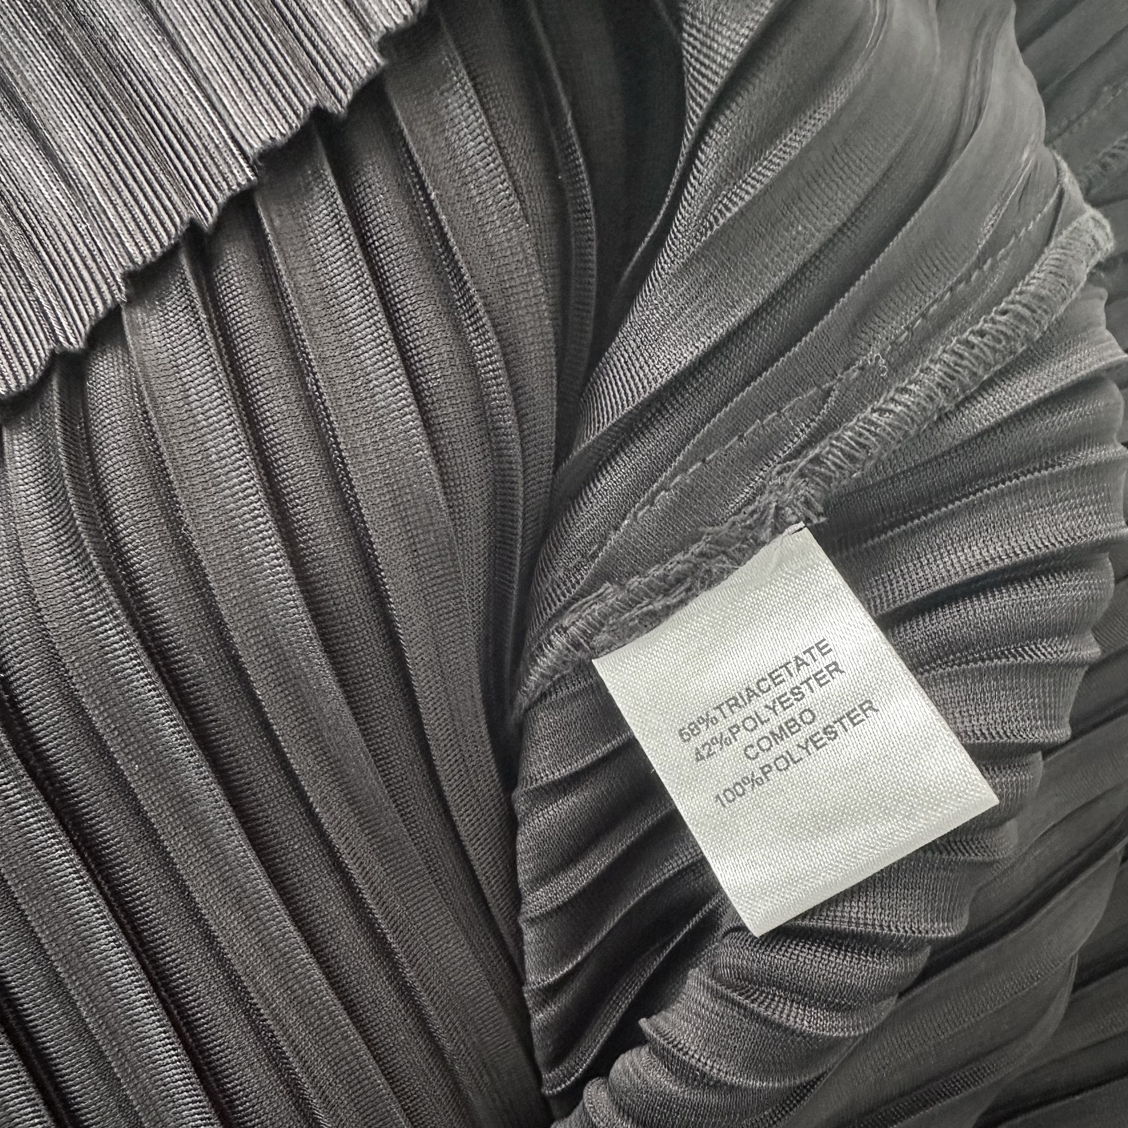 58%TRIACETATE
42%POLYESTER
COMBO
100%POLYESTER